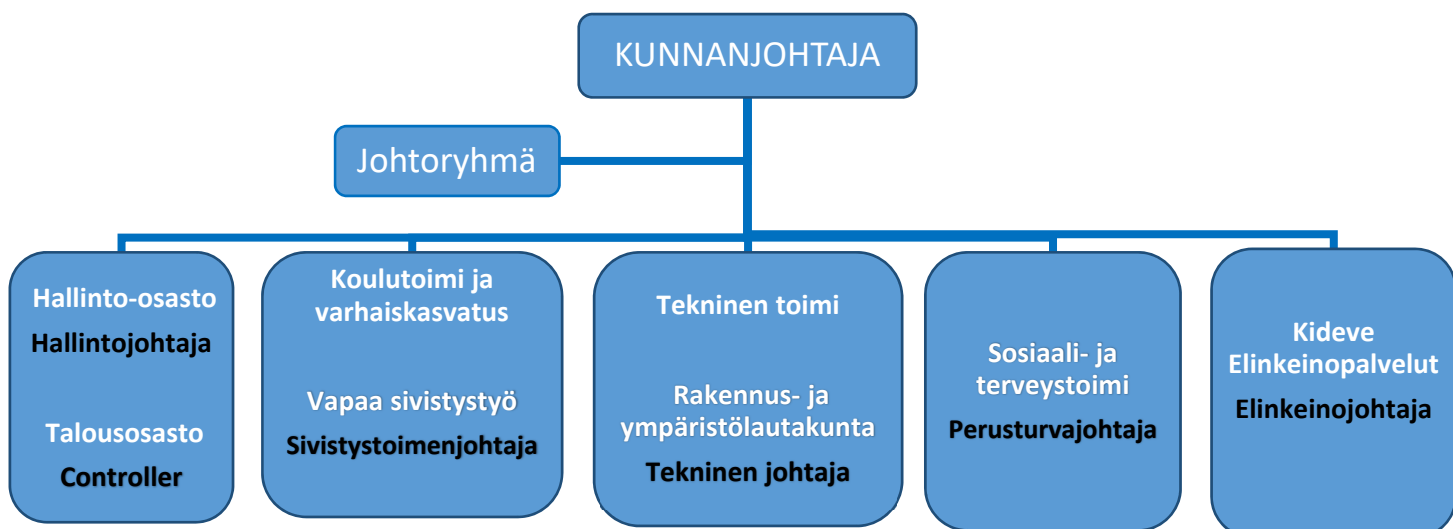 KUNNANJOHTAJA
Johtoryhmä
Hallinto-osasto
Hallintojohtaja
Talousosasto
Controller
Koulutoimi ja
varhaiskasvatus
Vapaa sivistystyö
Sivistystoimenjohtaja
Tekninen toimi
Rakennus- ja
ympäristölautakunta
Tekninen johtaja
Sosiaali- ja
terveystoimi
Perusturvajohtaja
Kideve
Elinkeinopalvelut
Elinkeinojohtaja